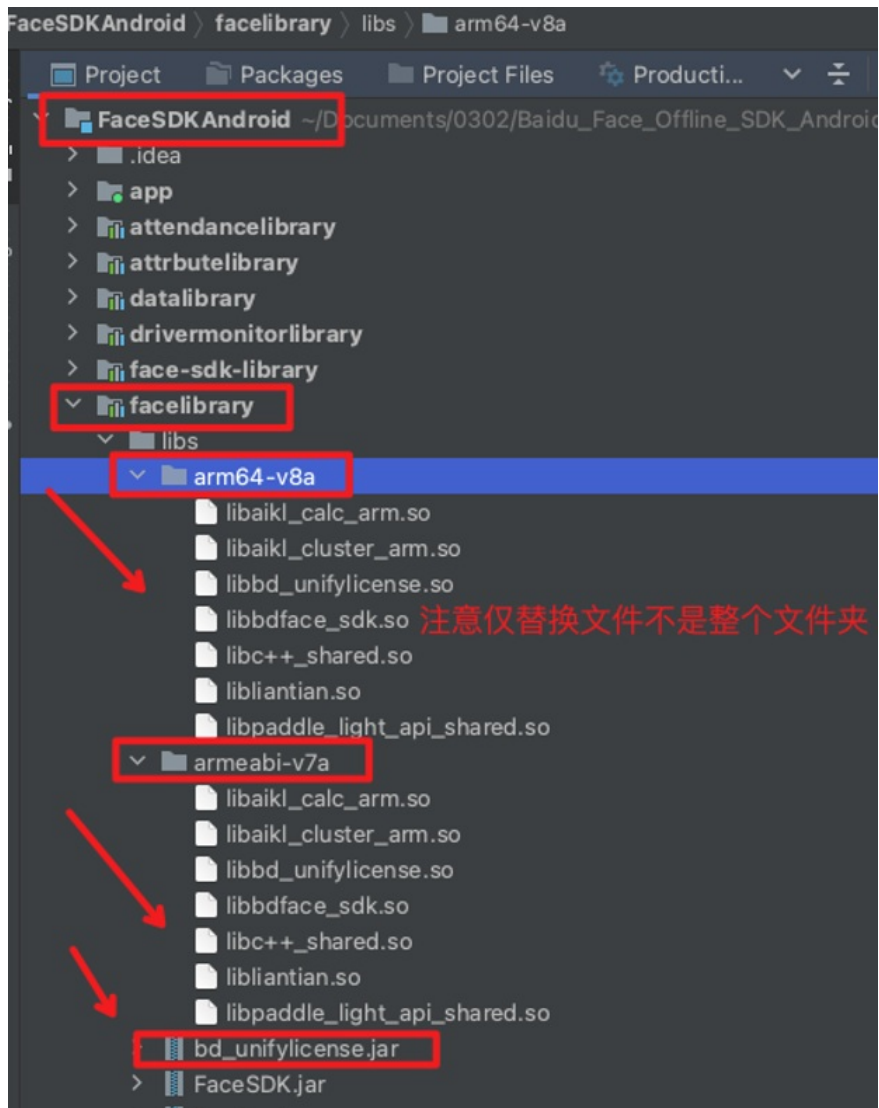 FaceSDKAndroid 〉 facelibrary 〉 libs 〉 arm64-v8a
Project Packages Project Files Producti...
FaceSDKAndroid ~/Documents/0302/Baidu_Face_Offline_SDK_Android
.idea
app
attendancelibrary
attrbutelibrary
datalibrary
drivermonitorlibrary
face-sdk-library
facelibrary
libs
arm64-v8a
libaikl_calc_arm.so
libaikl_cluster_arm.so
libbd_unifylicense.so
libbdface_sdk.so 注意仅替换文件不是整个文件夹
libc++_shared.so
libliantian.so
libpaddle_light_api_shared.so
armeabi-v7a
libaikl_calc_arm.so
libaikl_cluster_arm.so
libbd_unifylicense.so
libbdface_sdk.so
libc++_shared.so
libliantian.so
libpaddle_light_api_shared.so
bd_unifylicense.jar
FaceSDK.jar